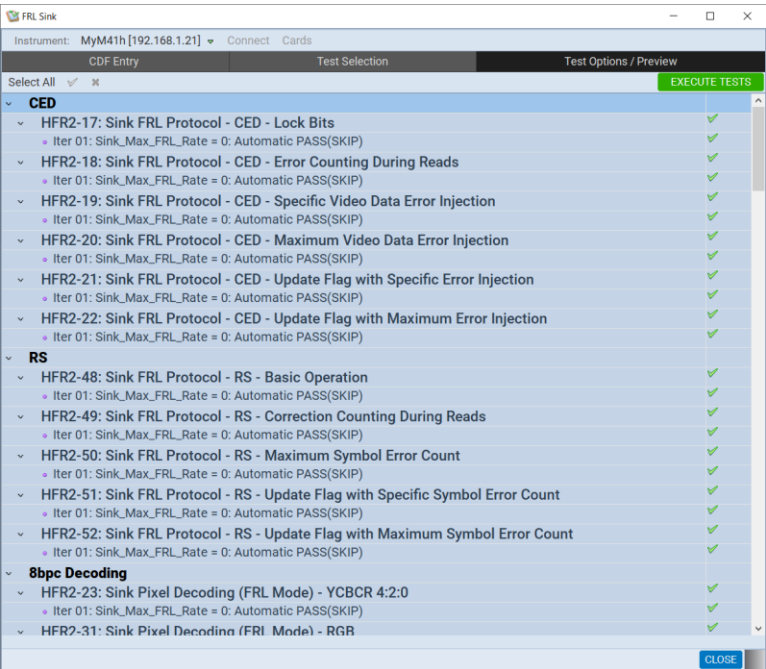 FRL Sink
Instrument: MyM41h [192.168.1.21] Connect Cards
CDF Entry Test Selection Test Options / Preview
Select All EXECUTE TESTS
CED
HFR2-17: Sink FRL Protocol - CED - Lock Bits
Iter 01: Sink_Max_FRL_Rate = 0: Automatic PASS(SKIP)
HFR2-18: Sink FRL Protocol - CED - Error Counting During Reads
Iter 01: Sink_Max_FRL_Rate = 0: Automatic PASS(SKIP)
HFR2-19: Sink FRL Protocol - CED - Specific Video Data Error Injection
Iter 01: Sink_Max_FRL_Rate = 0: Automatic PASS(SKIP)
HFR2-20: Sink FRL Protocol - CED - Maximum Video Data Error Injection
Iter 01: Sink_Max_FRL_Rate = 0: Automatic PASS(SKIP)
HFR2-21: Sink FRL Protocol - CED - Update Flag with Specific Error Injection
Iter 01: Sink_Max_FRL_Rate = 0: Automatic PASS(SKIP)
HFR2-22: Sink FRL Protocol - CED - Update Flag with Maximum Error Injection
Iter 01: Sink_Max_FRL_Rate = 0: Automatic PASS(SKIP)
RS
HFR2-48: Sink FRL Protocol - RS - Basic Operation
Iter 01: Sink_Max_FRL_Rate = 0: Automatic PASS(SKIP)
HFR2-49: Sink FRL Protocol - RS - Correction Counting During Reads
Iter 01: Sink_Max_FRL_Rate = 0: Automatic PASS(SKIP)
HFR2-50: Sink FRL Protocol - RS - Maximum Symbol Error Count
Iter 01: Sink_Max_FRL_Rate = 0: Automatic PASS(SKIP)
HFR2-51: Sink FRL Protocol - RS - Update Flag with Specific Symbol Error Count
Iter 01: Sink_Max_FRL_Rate = 0: Automatic PASS(SKIP)
HFR2-52: Sink FRL Protocol - RS - Update Flag with Maximum Symbol Error Count
Iter 01: Sink_Max_FRL_Rate = 0: Automatic PASS(SKIP)
8bpc Decoding
HFR2-23: Sink Pixel Decoding (FRL Mode) - YCBCR 4:2:0
Iter 01: Sink_Max_FRL_Rate = 0: Automatic PASS(SKIP)
HFR2-31: Sink Pixel Decoding (FRL Mode) - RGB
CLOSE